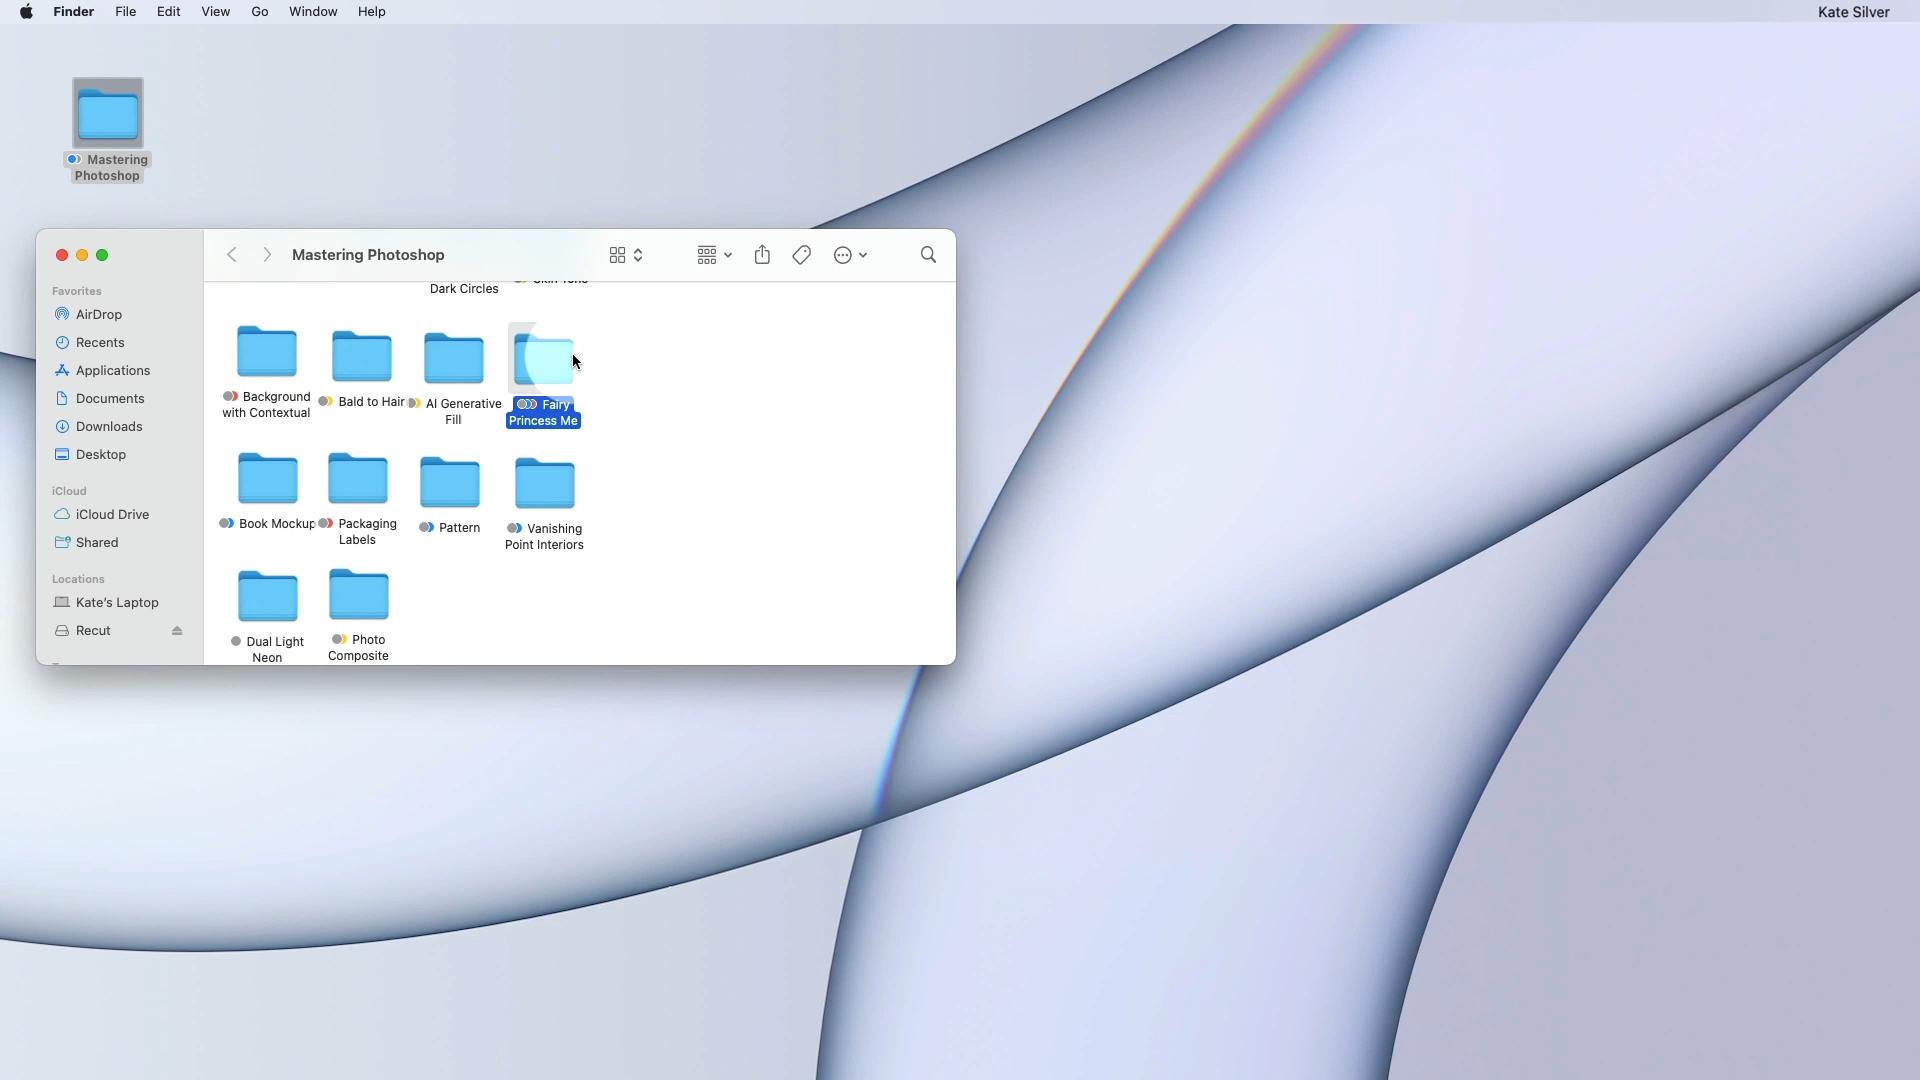 Finder File Edit View Go Window Help
Kate Silver
Mastering
Photoshop
Mastering Photoshop
Favorites
AirDrop
Recents
Applications
Documents
Downloads
Desktop
iCloud
iCloud Drive
Shared
Locations
Kate's Laptop
Recut
Dark Circles
Skin Tone
Background
with Contextual
Bald to Hair
AI Generative
Fill
Fairy
Princess Me
Book Mockup
Packaging
Labels
Pattern
Vanishing
Point Interiors
Dual Light
Neon
Photo
Composite